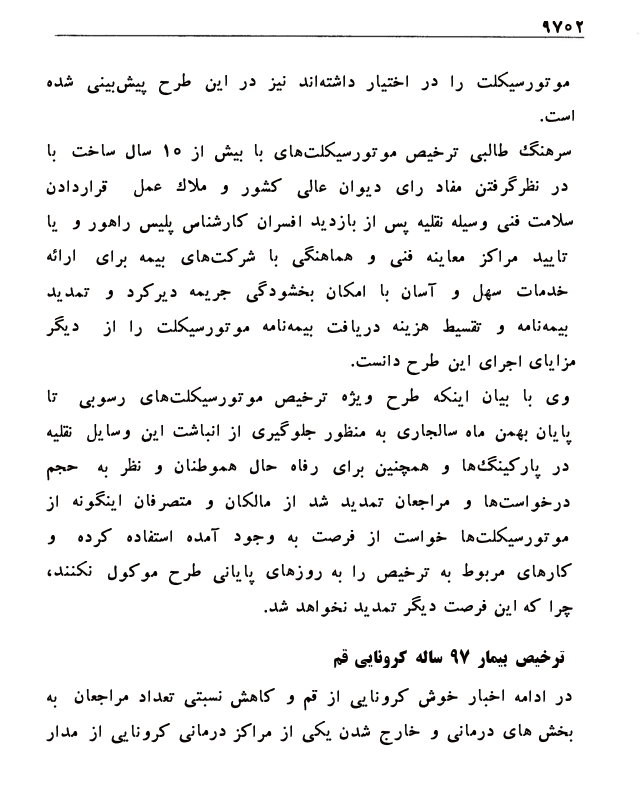 ۹۷۰۲
موتورسیکلت را در اختیار داشته‌اند نیز در این طرح پیش‌بینی شده
است.
سرهنگ طالبی ترخیص موتورسیکلت‌های با بیش از ۱۵ سال ساخت با
در نظرگرفتن مفاد رای دیوان عالی کشور و ملاك عمل قراردادن
سلامت فنی وسیله نقلیه پس از بازدید افسران کارشناس پلیس راهور و یا
تایید مراکز معاینه فنی و هماهنگی با شرکت‌های بیمه برای ارائه
خدمات سهل و آسان با امکان بخشودگی جریمه دیرکرد و تمدید
بیمه‌نامه و تقسیط هزینه دریافت بیمه‌نامه موتورسیکلت را از دیگر
مزایای اجرای این طرح دانست.
وی با بیان اینکه طرح ویژه ترخیص موتورسیکلت‌های رسوبی تا
پایان بهمن ماه سالجاری به منظور جلوگیری از انباشت این وسایل نقلیه
در پارکینگ‌ها و همچنین برای رفاه حال هموطنان و نظر به حجم
درخواست‌ها و مراجعان تمدید شد از مالکان و متصرفان اینگونه از
موتورسیکلت‌ها خواست از فرصت به وجود آمده استفاده کرده و
کارهای مربوط به ترخیص را به روزهای پایانی طرح موکول نکنند،
چرا که این فرصت دیگر تمدید نخواهد شد.
ترخیص بیمار ۹۷ ساله کرونایی قم
در ادامه اخبار خوش کرونایی از قم و کاهش نسبتی تعداد مراجعان به
بخش های درمانی و خارج شدن یکی از مراکز درمانی کرونایی از مدار